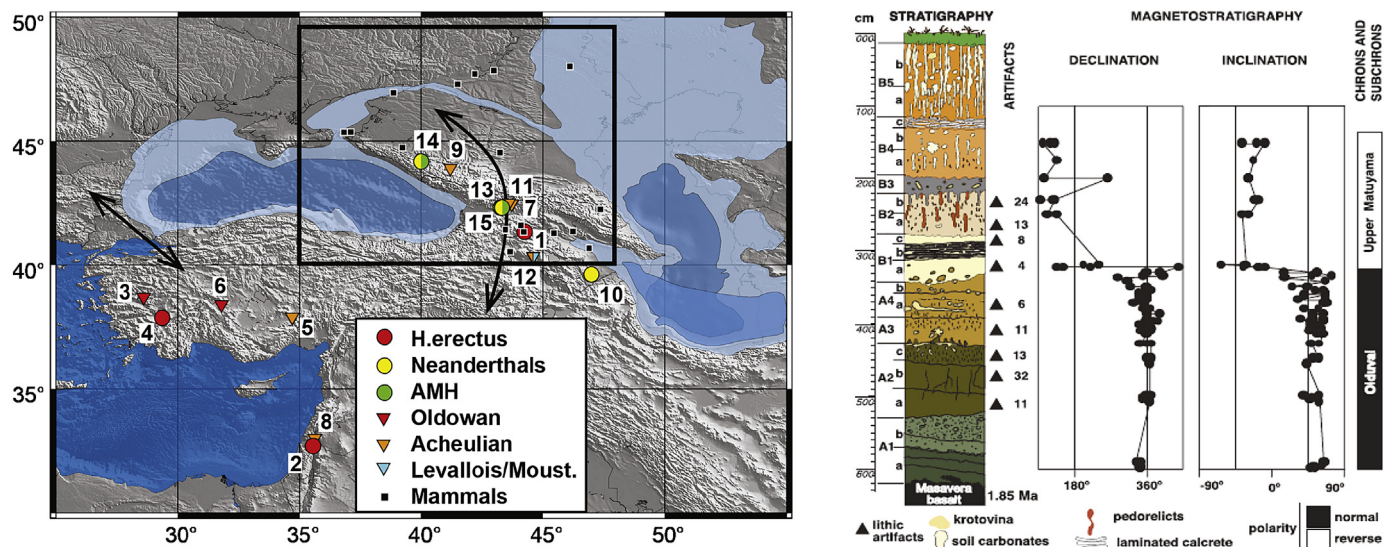 50°
45°
40°
35°
30°
35°
40°
45°
50°
14
9
13
11
7
15
1
12
10
3
6
4
5
8
2
H.erectus
Neanderthals
AMH
Oldowan
Acheulian
Levallois/Moust.
Mammals
cm
STRATIGRAPHY
MAGNETOSTRATIGRAPHY
ARTIFACTS
DECLINATION
INCLINATION
CHRONS AND
SUBCHRONS
000
B5
b
a
100
c
B4
b
a
200
B3
B2
b
24
a
13
c
8
300
B1
b
a
4
A4
b
a
6
400
A3
11
c
13
A2
b
32
a
11
500
A1
b
a
600
Masavera
basalt
1.85 Ma
Upper Matuyama
Olduvai
180°
360°
-90°
0°
90°
lithic
artifacts
krotovina
soil carbonates
pedorelicts
laminated calcrete
polarity
normal
reverse